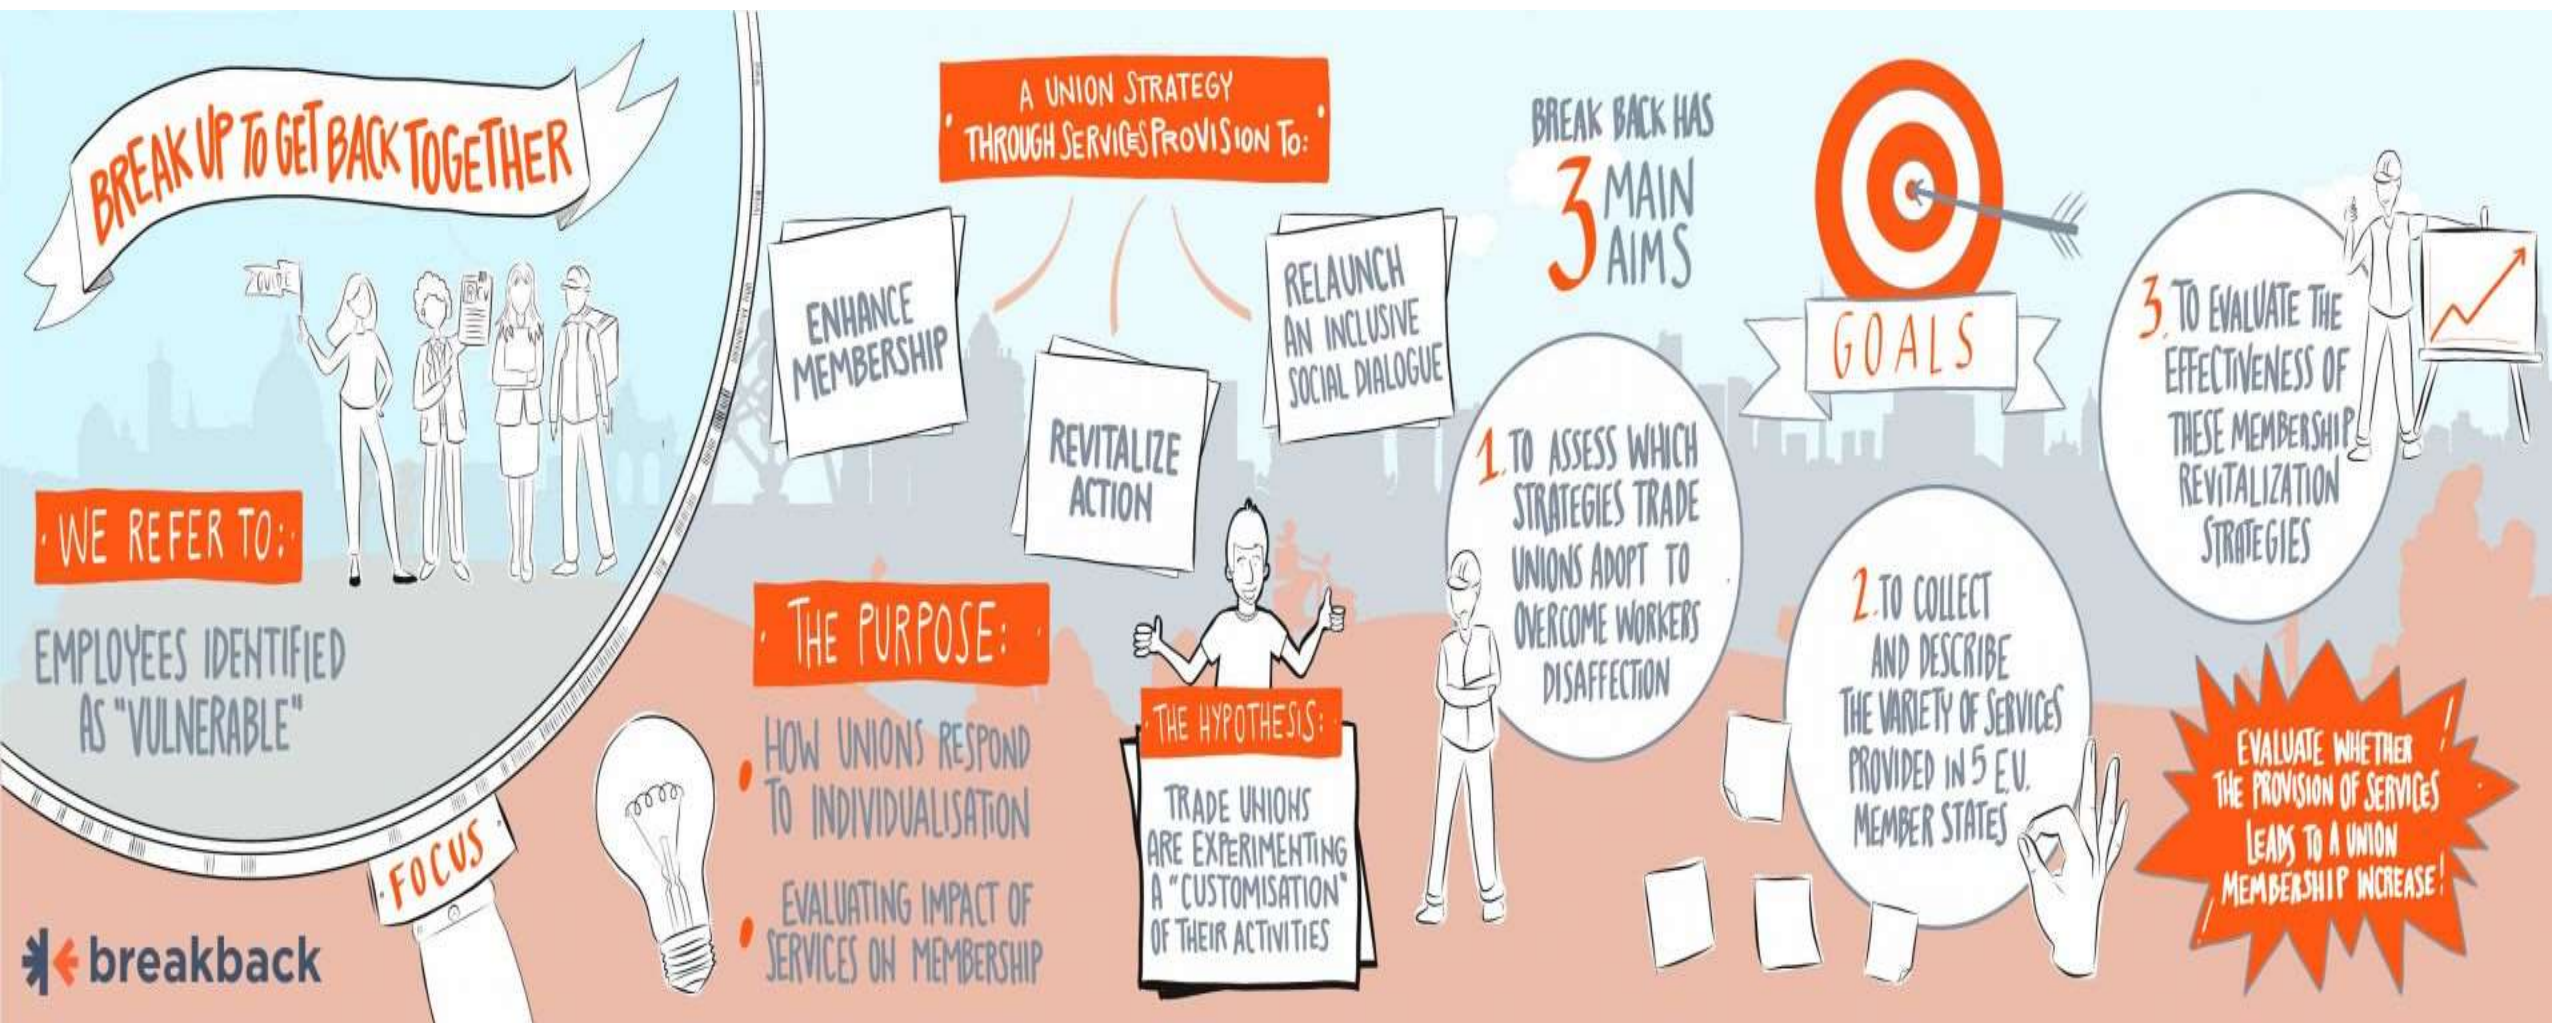 BREAK UP TO GET BACK TOGETHER
GUIDE
CV
WE REFER TO:
EMPLOYEES IDENTIFIED
AS "VULNERABLE"
FOCUS
breakback
A UNION STRATEGY
THROUGH SERVICES PROVISION TO:
ENHANCE
MEMBERSHIP
REVITALIZE
ACTION
RELAUNCH
AN INCLUSIVE
SOCIAL DIALOGUE
THE PURPOSE:
HOW UNIONS RESPOND
TO INDIVIDUALISATION
EVALUATING IMPACT OF
SERVICES ON MEMBERSHIP
THE HYPOTHESIS:
TRADE UNIONS
ARE EXPERIMENTING
A "CUSTOMISATION"
OF THEIR ACTIVITIES
BREAK BACK HAS
3 MAIN
AIMS
GOALS
1. TO ASSESS WHICH
STRATEGIES TRADE
UNIONS ADOPT TO
OVERCOME WORKERS
DISAFFECTION
2. TO COLLECT
AND DESCRIBE
THE VARIETY OF SERVICES
PROVIDED IN 5 E.U.
MEMBER STATES
3. TO EVALUATE THE
EFFECTIVENESS OF
THESE MEMBERSHIP
REVITALIZATION
STRATEGIES
EVALUATE WHETHER
THE PROVISION OF SERVICES
LEADS TO A UNION
MEMBERSHIP INCREASE!